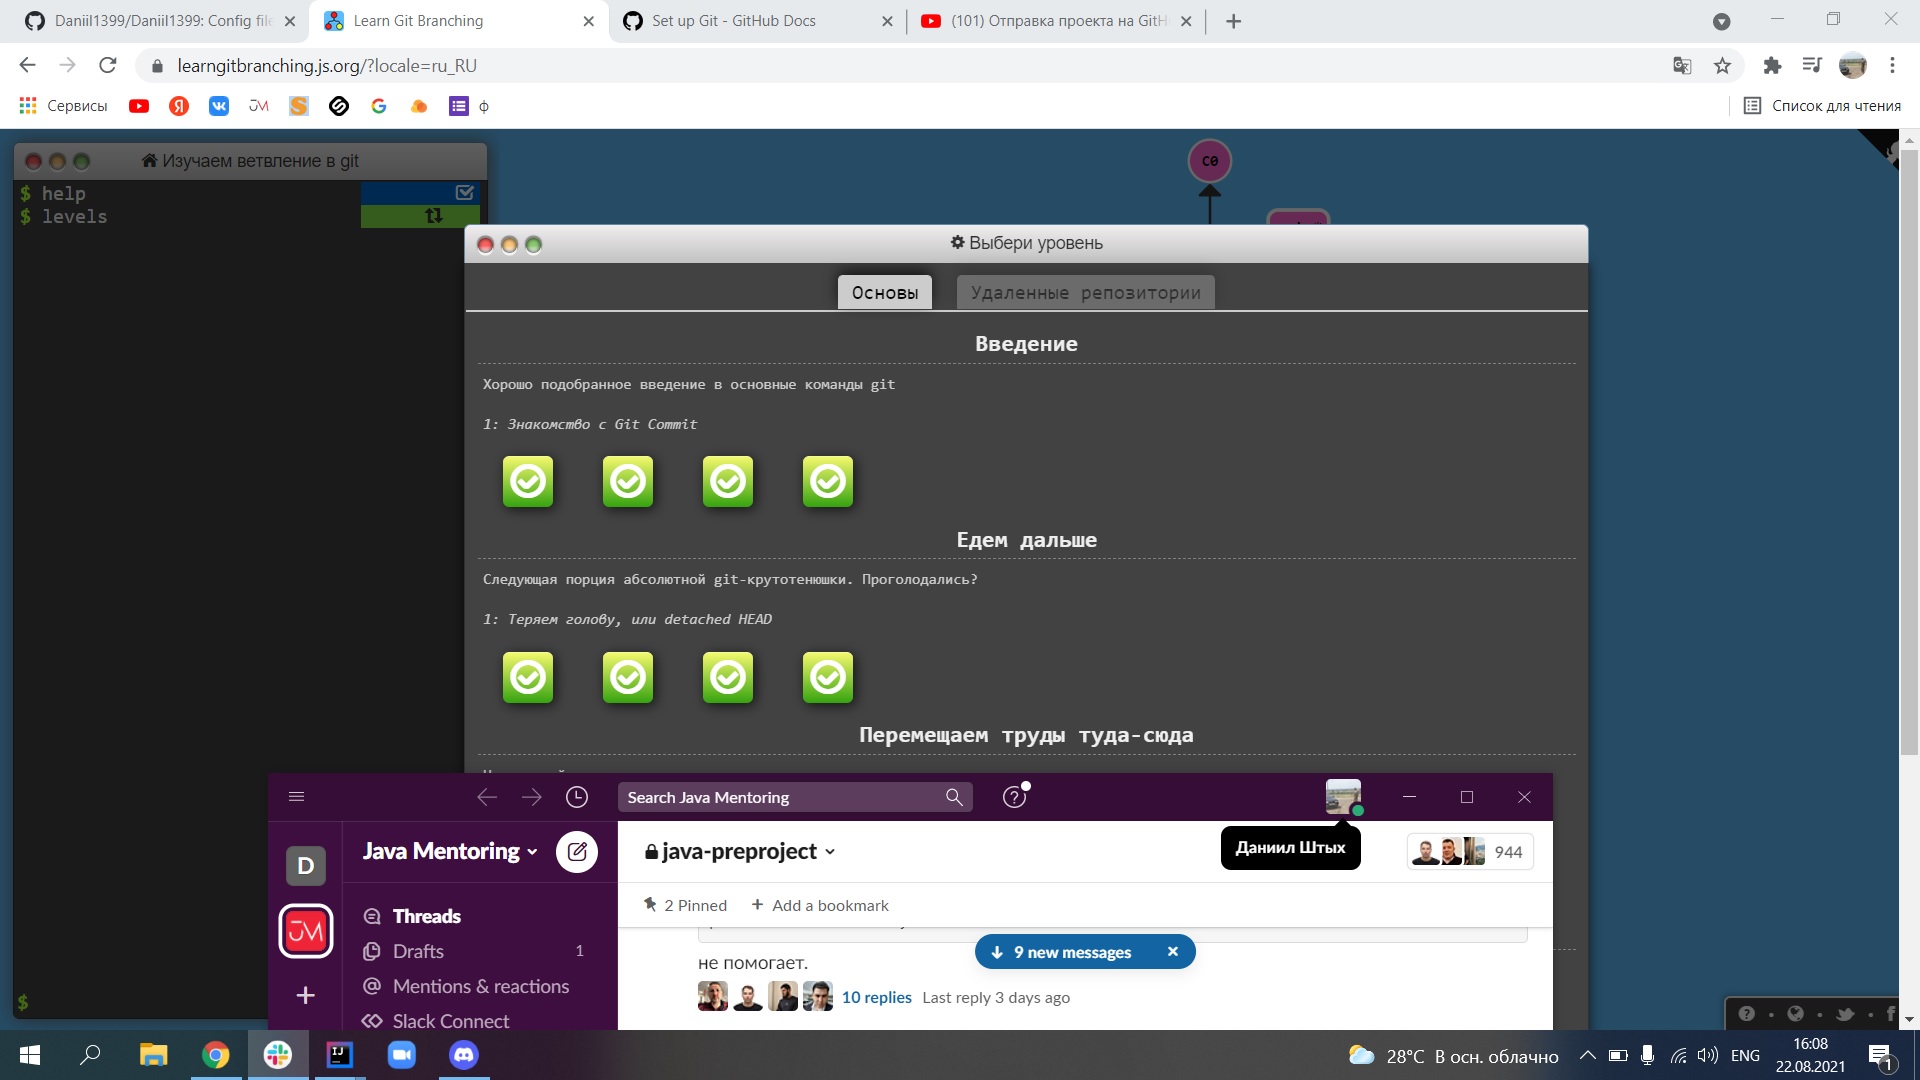 Daniil1399/Daniil1399: Config file
Learn Git Branching
Set up Git - GitHub Docs
(101) Отправка проекта на GitH
learngitbranching.js.org/?locale=ru_RU
Сервисы
ф
Список для чтения
Изучаем ветвление в git
$ help
$ levels
C0
Выбери уровень
Основы
Удаленные репозитории
Введение
Хорошо подобранное введение в основные команды git
1: Знакомство с Git Commit
Едем дальше
Следующая порция абсолютной git-крутотенюшки. Проголодались?
1: Теряем голову, или detached HEAD
Перемещаем труды туда-сюда
Search Java Mentoring
D
Java Mentoring
java-preproject
Даниил Штых
944
2 Pinned
+ Add a bookmark
JM
Threads
Drafts 1
Mentions & reactions
Slack Connect
9 new messages
не помогает.
10 replies Last reply 3 days ago
$
28°C В осн. облачно
ENG
16:08
22.08.2021
1